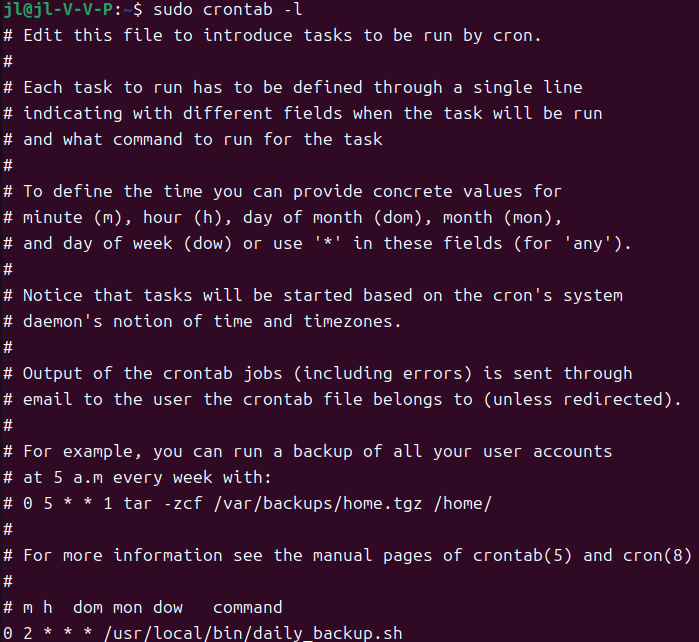 jl@jl-V-V-P:~$ sudo crontab -l
# Edit this file to introduce tasks to be run by cron.
#
# Each task to run has to be defined through a single line
# indicating with different fields when the task will be run
# and what command to run for the task
#
# To define the time you can provide concrete values for
# minute (m), hour (h), day of month (dom), month (mon),
# and day of week (dow) or use '*' in these fields (for 'any').
#
# Notice that tasks will be started based on the cron's system
# daemon's notion of time and timezones.
#
# Output of the crontab jobs (including errors) is sent through
# email to the user the crontab file belongs to (unless redirected).
#
# For example, you can run a backup of all your user accounts
# at 5 a.m every week with:
# 0 5 * * 1 tar -zcf /var/backups/home.tgz /home/
#
# For more information see the manual pages of crontab(5) and cron(8)
#
# m h  dom mon dow   command
0 2 * * * /usr/local/bin/daily_backup.sh